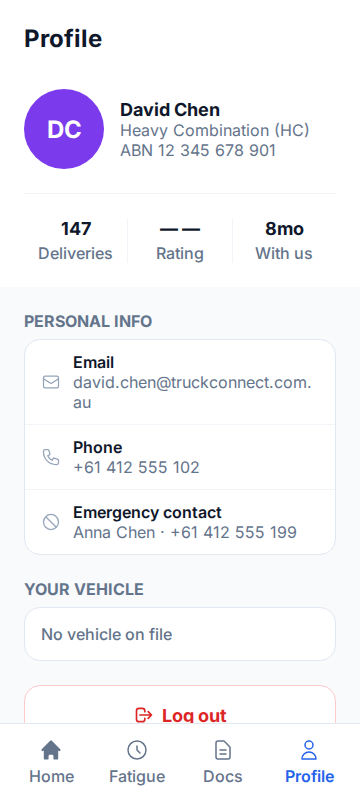 Profile
DC
David Chen
Heavy Combination (HC)
ABN 12 345 678 901
147
Deliveries
——
Rating
8mo
With us
PERSONAL INFO
Email
david.chen@truckconnect.com.
au
Phone
+61 412 555 102
Emergency contact
Anna Chen · +61 412 555 199
YOUR VEHICLE
No vehicle on file
Log out
Home
Fatigue
Docs
Profile